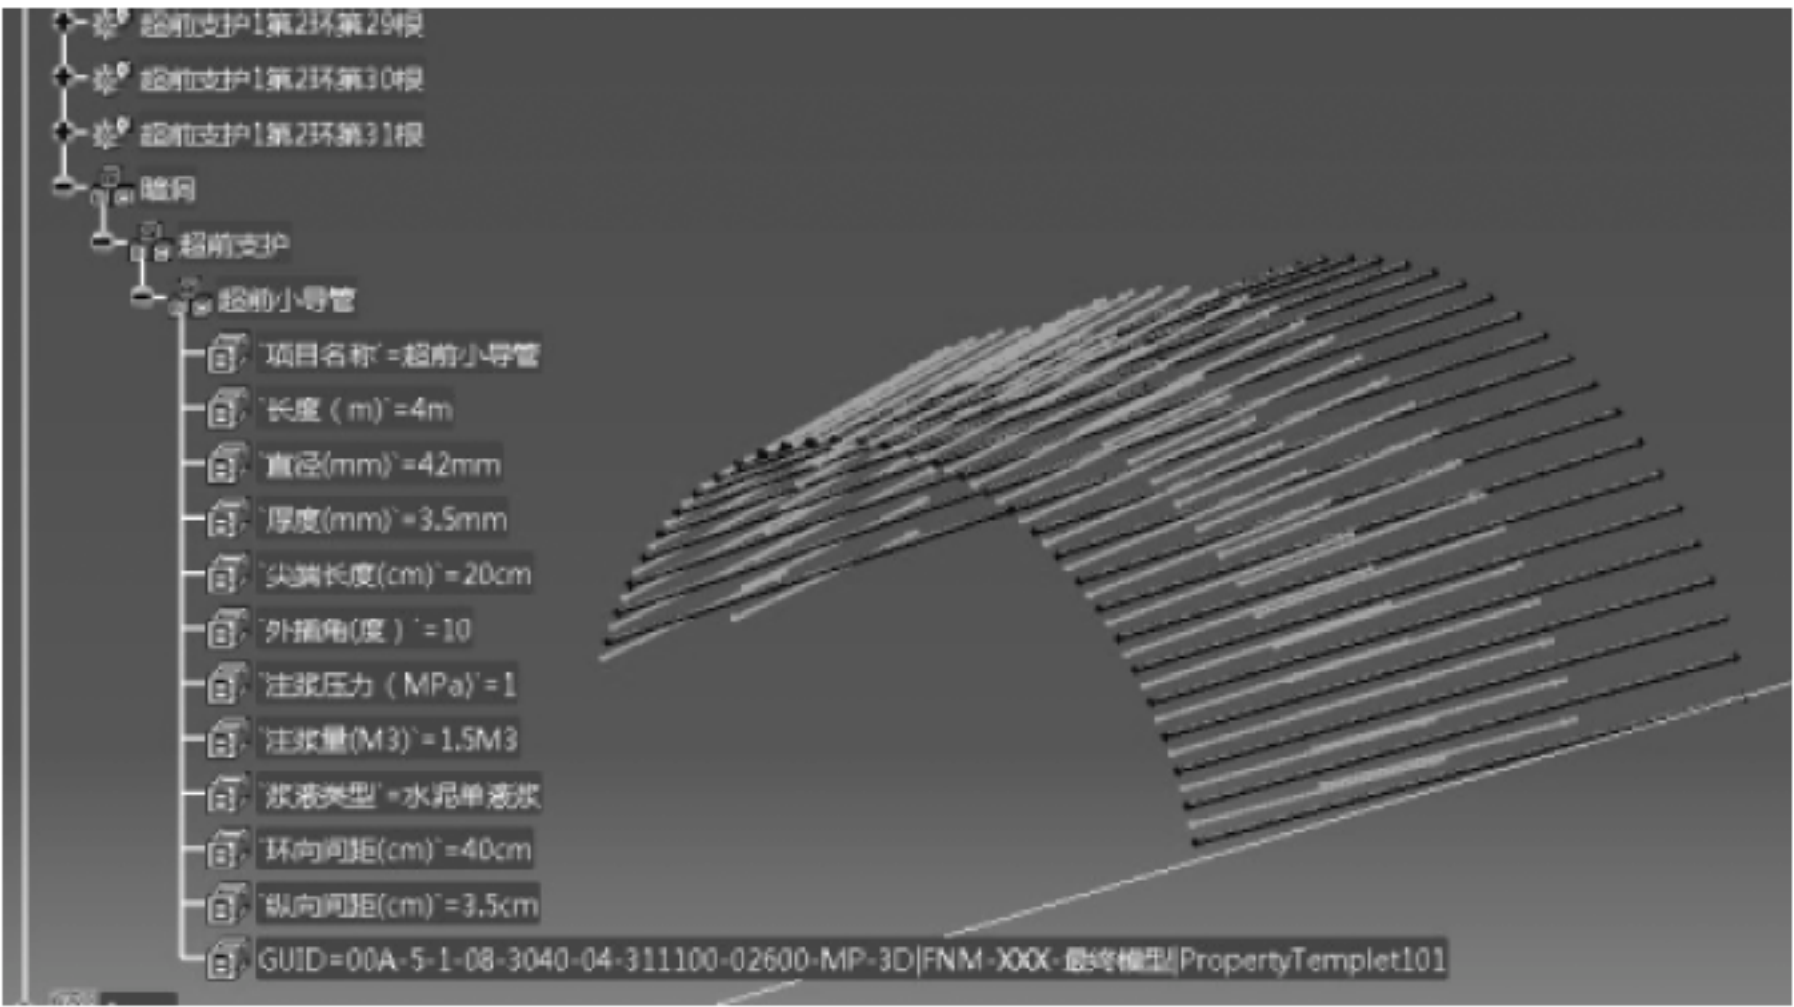 超前支护1第2环第29根
超前支护1第2环第30根
超前支护1第2环第31根
暗洞
超前支护
超前小导管
`项目名称`=超前小导管
`长度（m)`=4m
`直径(mm)`=42mm
`厚度(mm)`=3.5mm
`尖端长度(cm)`=20cm
`外插角(度）`=10
`注浆压力（MPa)`=1
`注浆量(M3)`=1.5M3
`浆液类型`=水泥单液浆
`环向间距(cm)`=40cm
`纵向间距(cm)`=3.5cm
GUID=00A-5-1-08-3040-04-311100-02600-MP-3D|FNM-XXX-最终模型|PropertyTemplet101